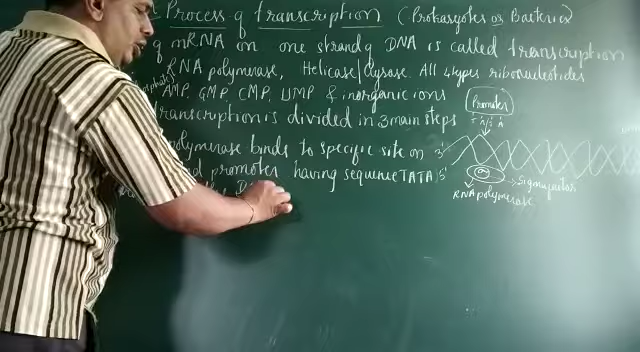 Process of transcription (Prokaryotes or Bacteria)
of mRNA on one strand of DNA is called transcription
RNA polymerase, Helicase/Gyrase. All 4 types ribonucleotides
AMP, GMP, CMP, UMP & inorganic ions
Promoter
transcription is divided in 3 main steps
T A T A
polymerase binds to specific site on 3'
promoter having sequence TATA 5'
Sigma factor
RNA polymerase